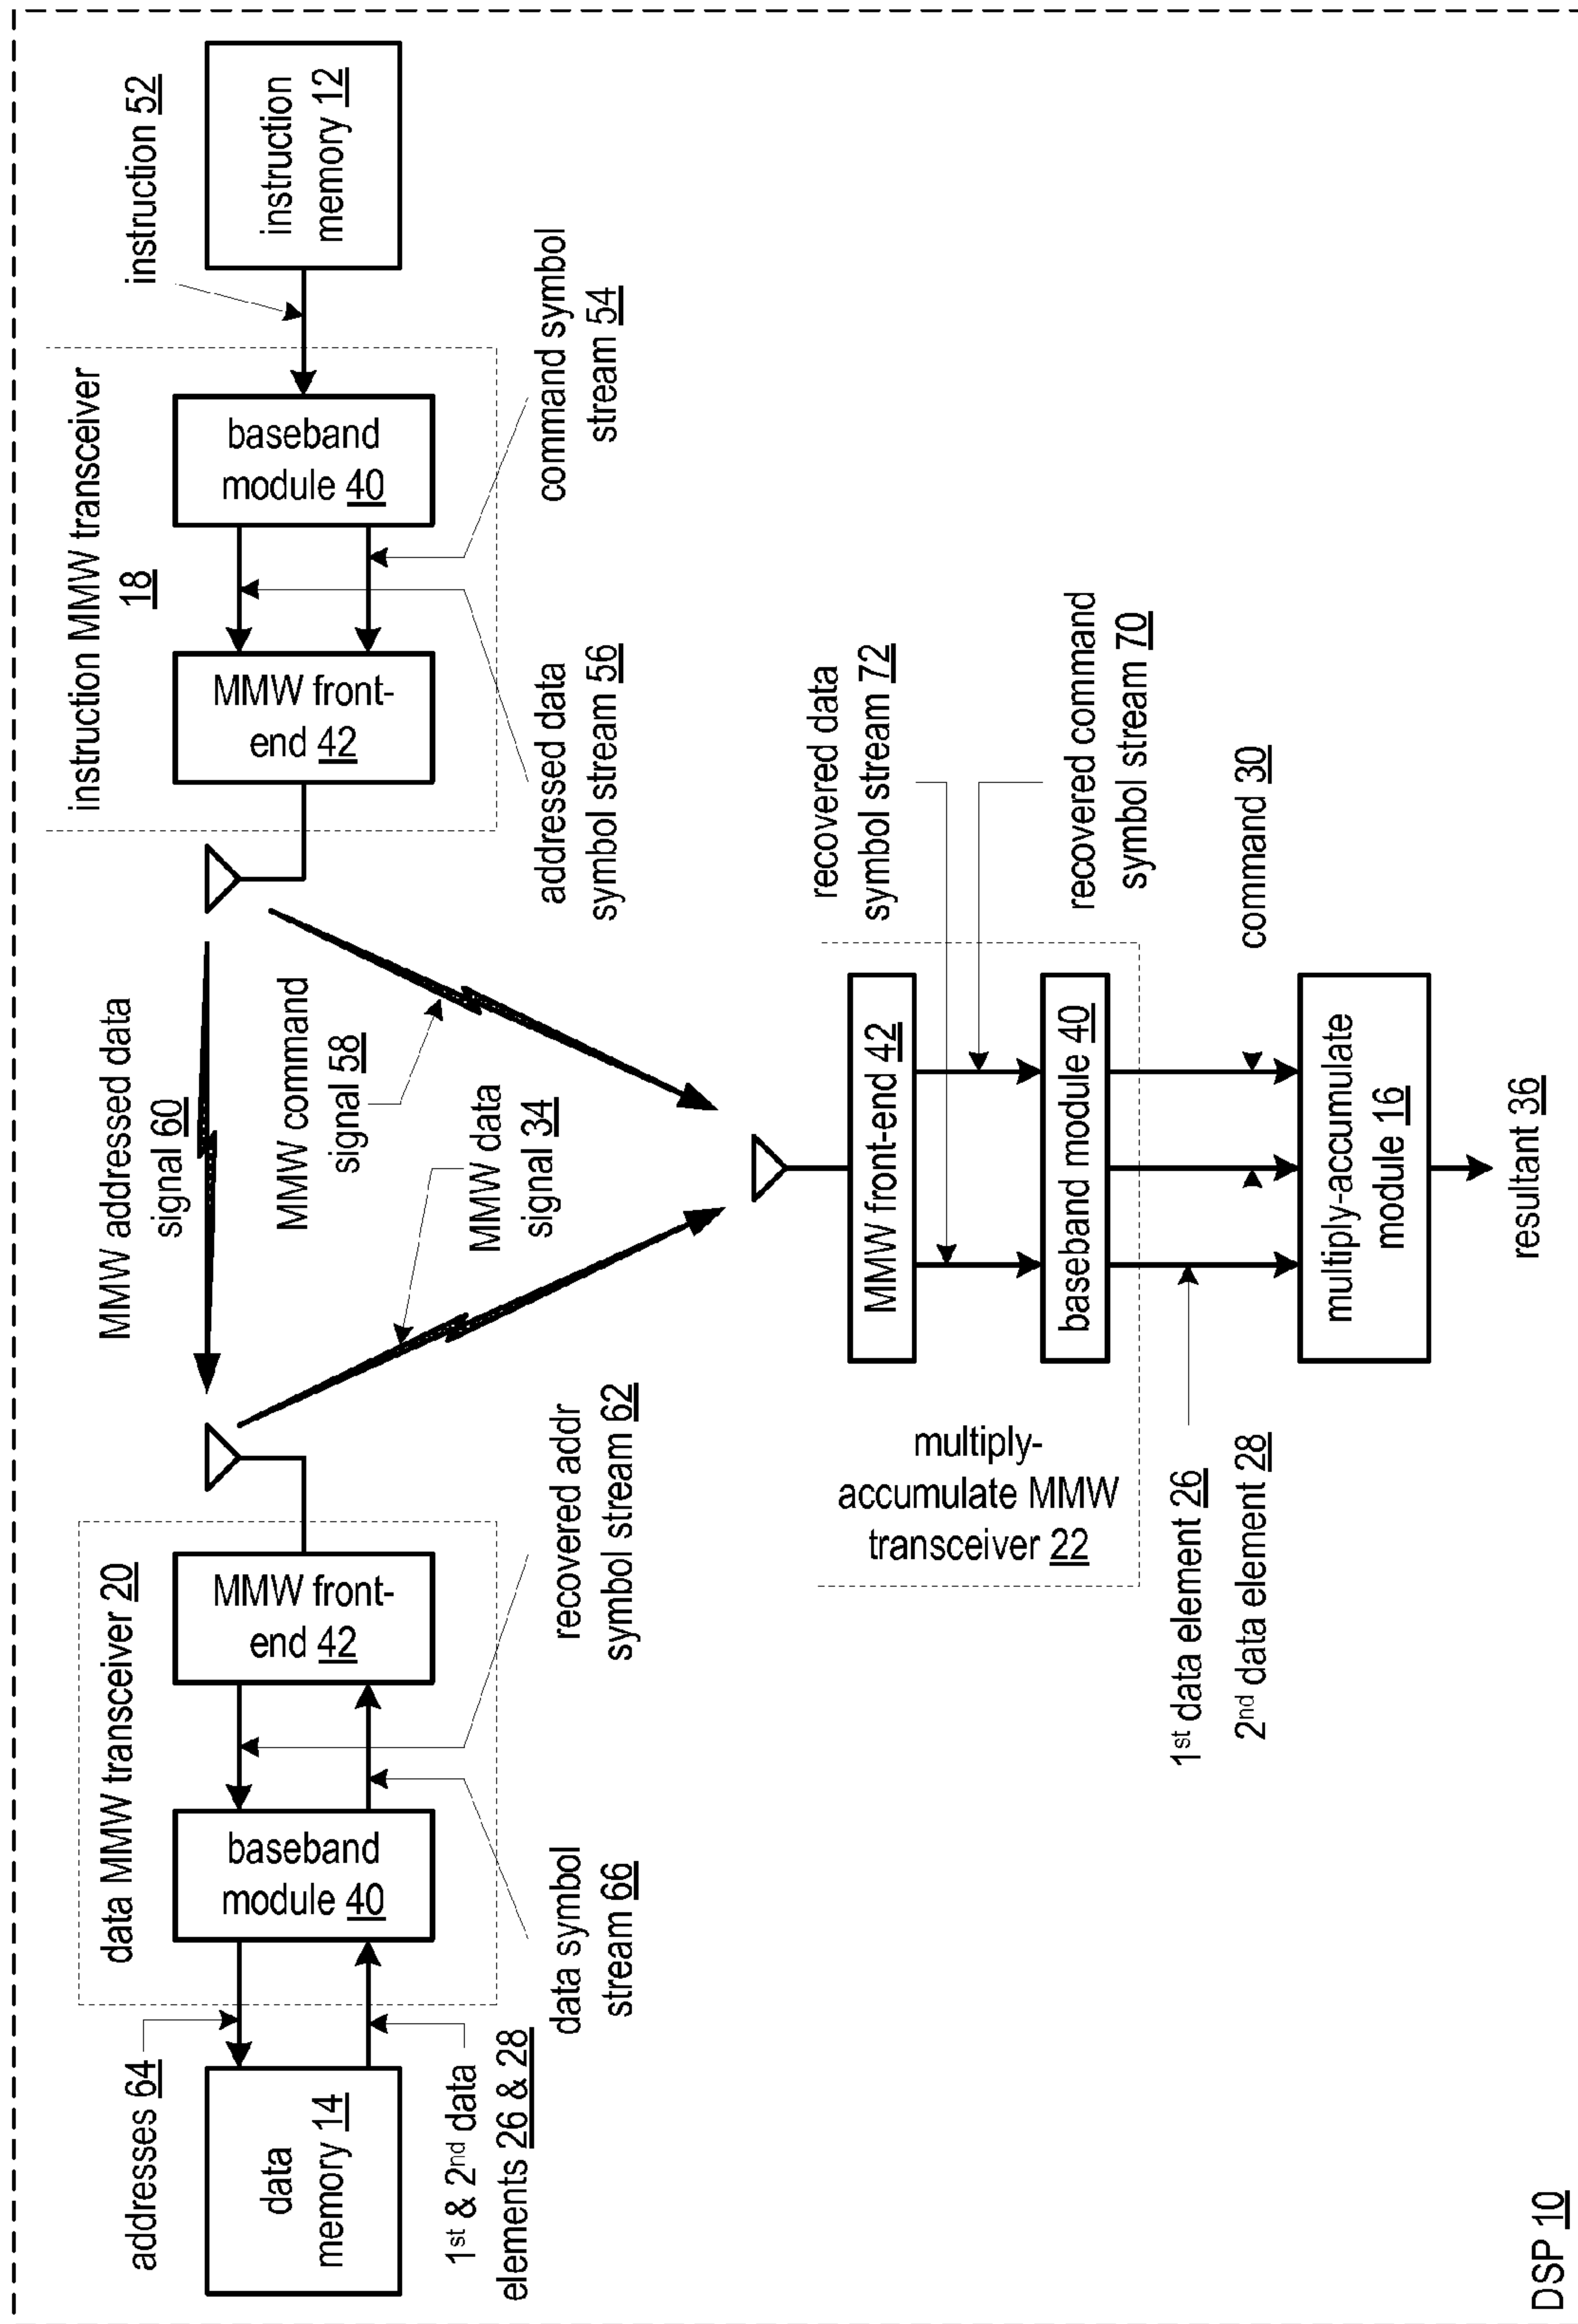 addresses 64
data MMW transceiver 20
data
memory 14
baseband
module 40
MMW front-
end 42
1st & 2nd data
elements 26 & 28
data symbol
stream 66
recovered addr
symbol stream 62
MMW addressed data
signal 60
MMW command
signal 58
MMW data
signal 34
instruction MMW transceiver
18
MMW front-
end 42
baseband
module 40
instruction 52
instruction
memory 12
addressed data
symbol stream 56
command symbol
stream 54
multiply-
accumulate MMW
transceiver 22
MMW front-end 42
baseband module 40
recovered data
symbol stream 72
recovered command
symbol stream 70
1st data element 26
2nd data element 28
command 30
multiply-accumulate
module 16
resultant 36
DSP 10